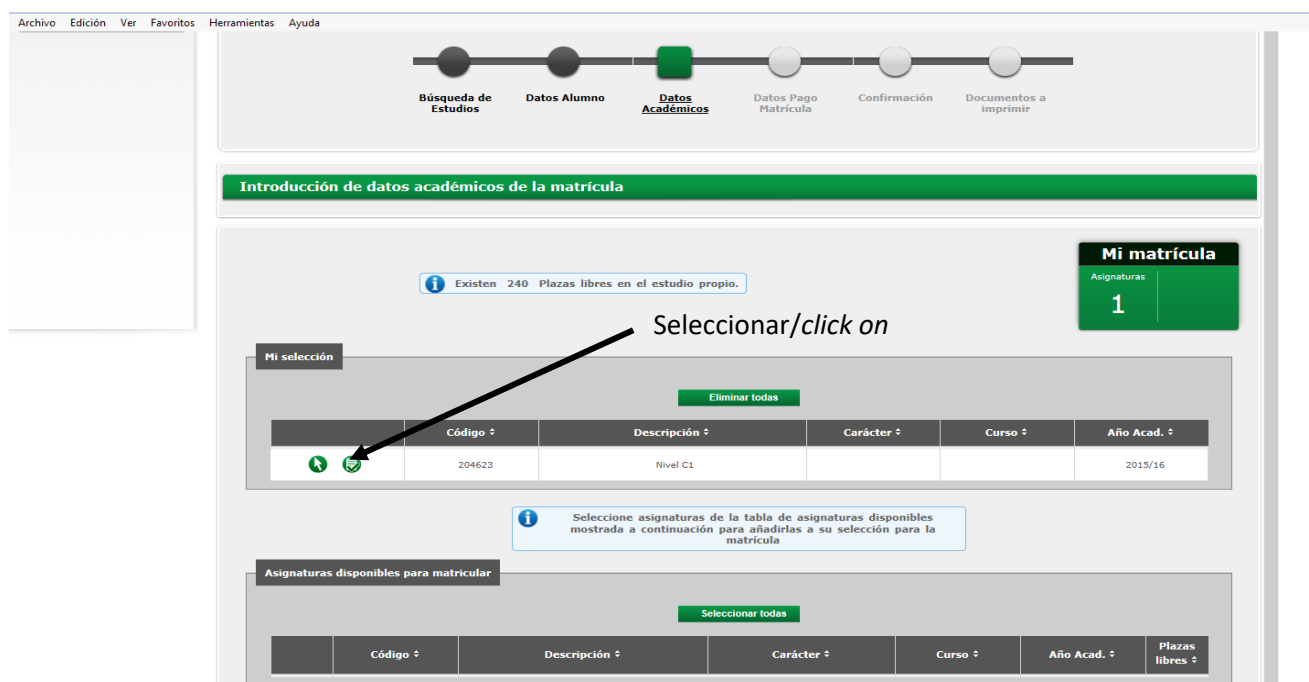 Archivo Edición Ver Favoritos Herramientas Ayuda
Búsqueda de Estudios
Datos Alumno
Datos Académicos
Datos Pago Matrícula
Confirmación
Documentos a imprimir
Introducción de datos académicos de la matrícula
Mi matrícula
Asignaturas
1
Existen 240 Plazas libres en el estudio propio.
Seleccionar/click on
Mi selección
Eliminar todas
Código Descripción Carácter Curso Año Acad.
204623 Nivel C1 2015/16
Seleccione asignaturas de la tabla de asignaturas disponibles
mostrada a continuación para añadirlas a su selección para la
matrícula
Asignaturas disponibles para matricular
Seleccionar todas
Código Descripción Carácter Curso Año Acad. Plazas libres